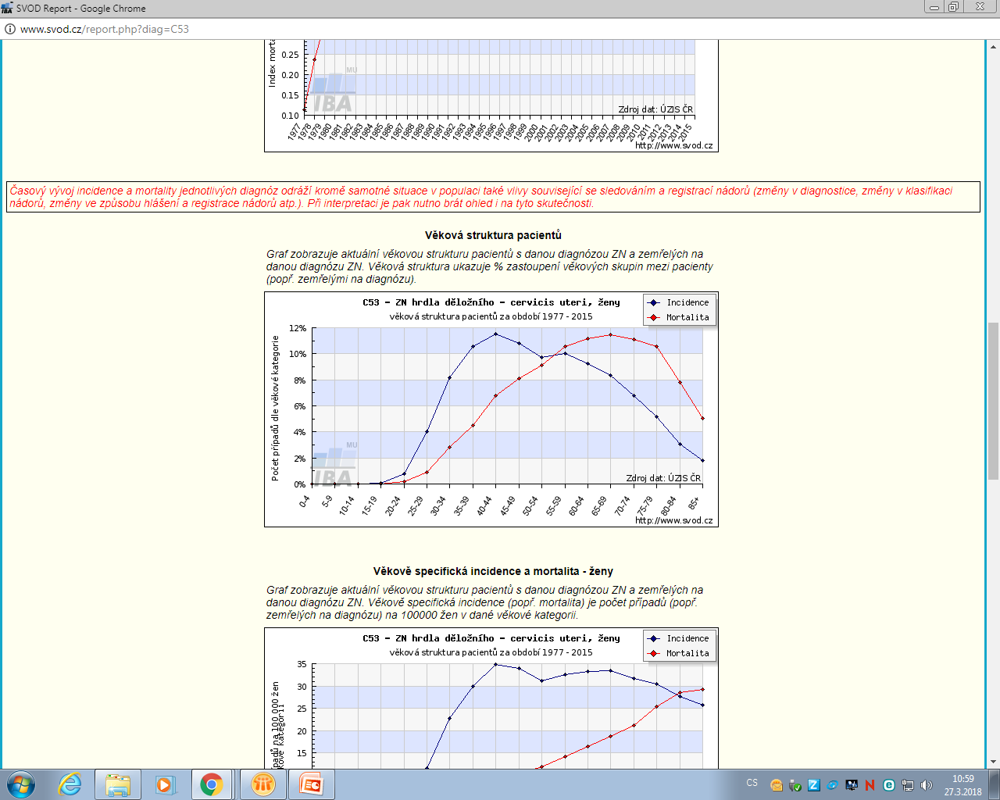 SVOD Report - Google Chrome
www.svod.cz/report.php?diag=C53
Index morta
0.25
0.20
0.15
0.10
MU
IBA
Zdroj dat: ÚZIS ČR
1977 1978 1979 1980 1981 1982 1983 1984 1985 1986 1987 1988 1989 1990 1991 1992 1993 1994 1995 1996 1997 1998 1999 2000 2001 2002 2003 2004 2005 2006 2007 2008 2009 2010 2011 2012 2013 2014 2015
http://www.svod.cz
Časový vývoj incidence a mortality jednotlivých diagnóz odráží kromě samotné situace v populaci také vlivy související se sledováním a registrací nádorů (změny v diagnostice, změny v klasifikaci
nádorů, změny ve způsobu hlášení a registrace nádorů atp.). Při interpretaci je pak nutno brát ohled i na tyto skutečnosti.
Věková struktura pacientů
Graf zobrazuje aktuální věkovou strukturu pacientů s danou diagnózou ZN a zemřelých na
danou diagnózu ZN. Věková struktura ukazuje % zastoupení věkových skupin mezi pacienty
(popř. zemřelými na diagnózu).
C53 - ZN hrdla děložního - cervicis uteri, ženy
věková struktura pacientů za období 1977 - 2015
Incidence
Mortalita
Počet případů dle věkové kategorie
12%
10%
8%
6%
4%
2%
0%
MU
IBA
Zdroj dat: ÚZIS ČR
0-4 5-9 10-14 15-19 20-24 25-29 30-34 35-39 40-44 45-49 50-54 55-59 60-64 65-69 70-74 75-79 80-84 85+
http://www.svod.cz
Věkově specifická incidence a mortalita - ženy
Graf zobrazuje aktuální věkovou strukturu pacientů s danou diagnózou ZN a zemřelých na
danou diagnózu ZN. Věkově specifická incidence (popř. mortalita) je počet případů (popř.
zemřelých na diagnózu) na 100000 žen v dané věkové kategorii.
C53 - ZN hrdla děložního - cervicis uteri, ženy
věková struktura pacientů za období 1977 - 2015
Incidence
Mortalita
padů na 100 000 žen
kové kategorii
35
30
25
20
15
CS
10:59
27.3.2018